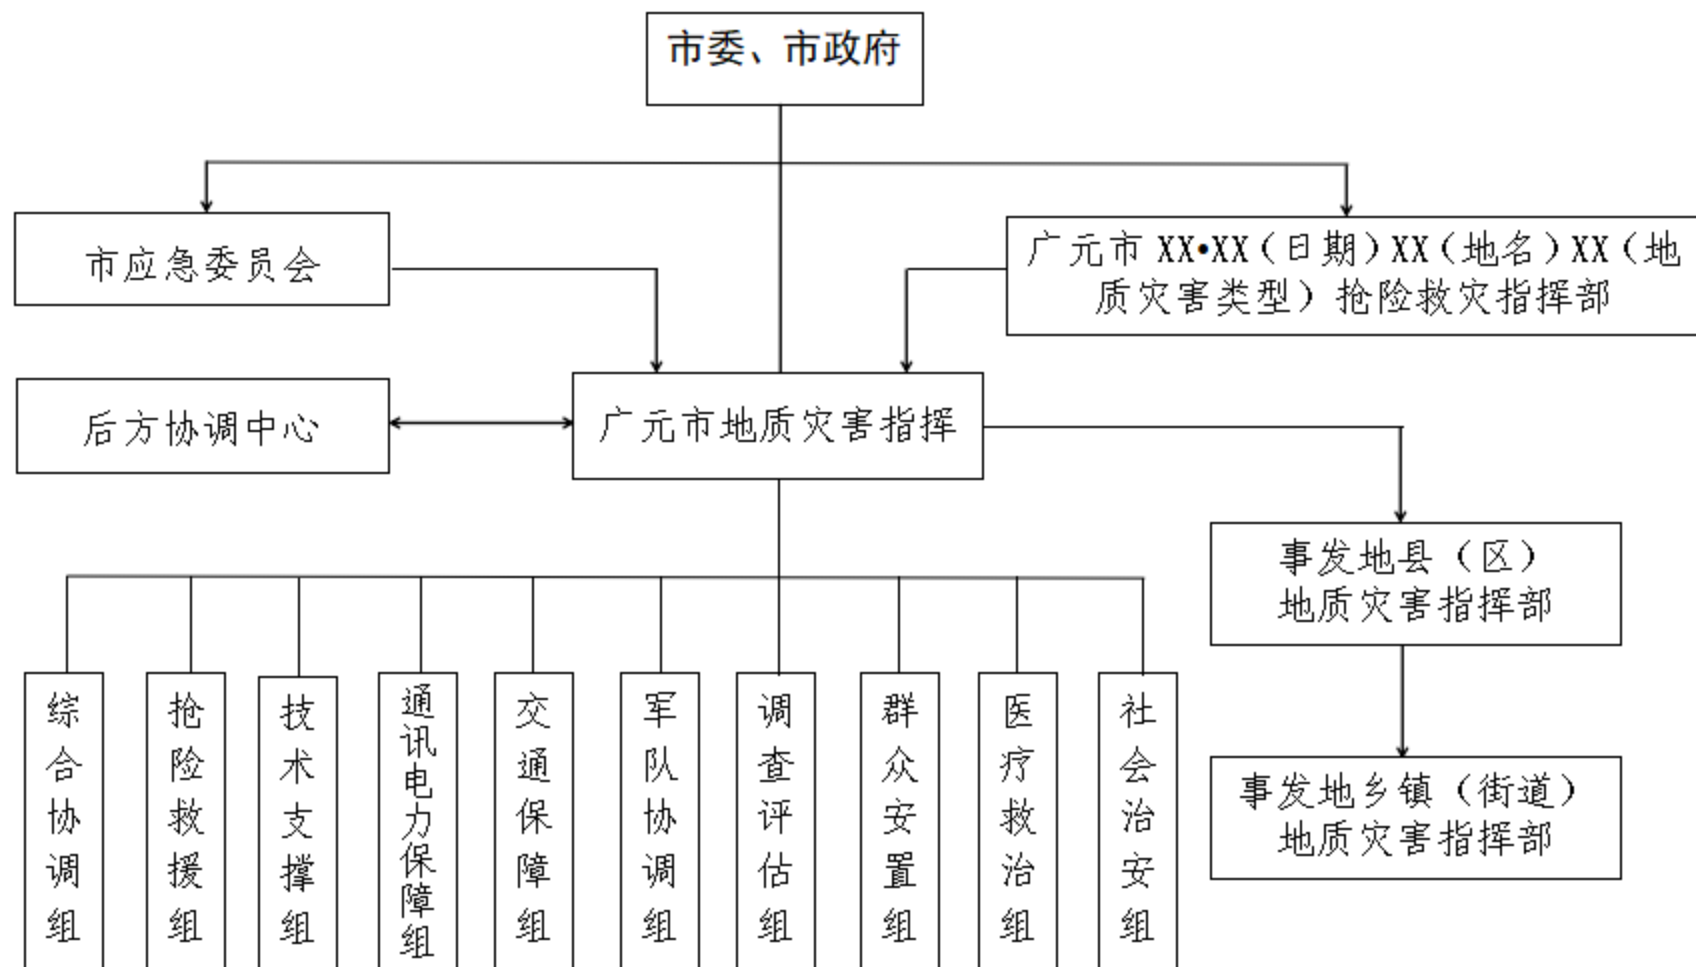 市委、市政府
市应急委员会
广元市 XX•XX（日期）XX（地名）XX（地
质灾害类型）抢险救灾指挥部
后方协调中心
广元市地质灾害指挥
事发地县（区）
地质灾害指挥部
事发地乡镇（街道）
地质灾害指挥部
综合协调组
抢险救援组
技术支撑组
通讯电力保障组
交通保障组
军队协调组
调查评估组
群众安置组
医疗救治组
社会治安组